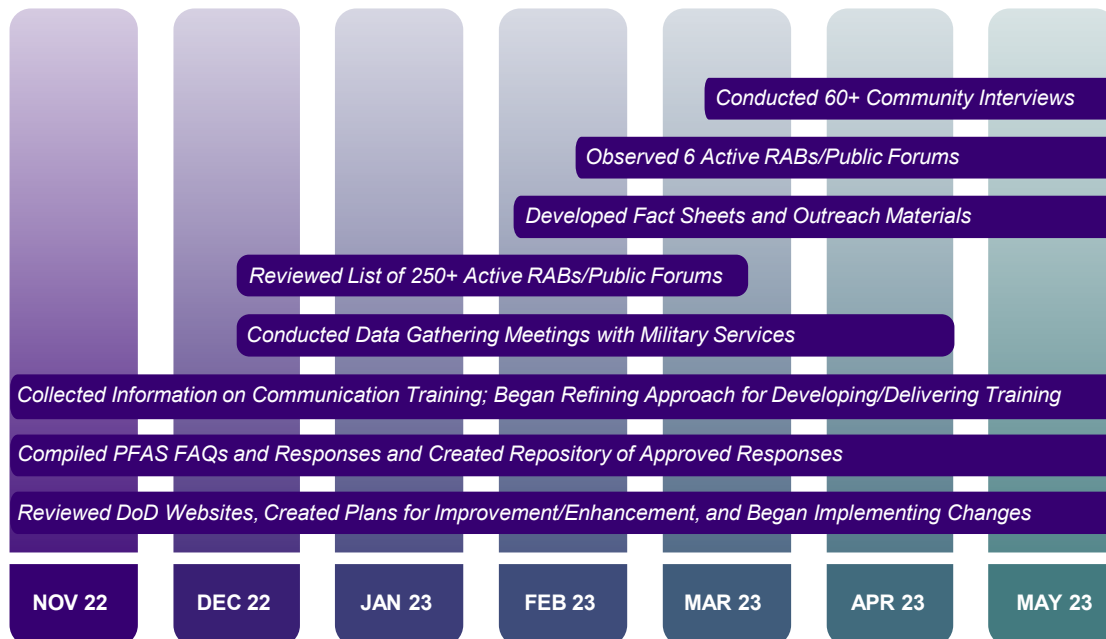 Conducted 60+ Community Interviews
Observed 6 Active RABs/Public Forums
Developed Fact Sheets and Outreach Materials
Reviewed List of 250+ Active RABs/Public Forums
Conducted Data Gathering Meetings with Military Services
Collected Information on Communication Training; Began Refining Approach for Developing/Delivering Training
Compiled PFAS FAQs and Responses and Created Repository of Approved Responses
Reviewed DoD Websites, Created Plans for Improvement/Enhancement, and Began Implementing Changes
NOV 22 DEC 22 JAN 23 FEB 23 MAR 23 APR 23 MAY 23